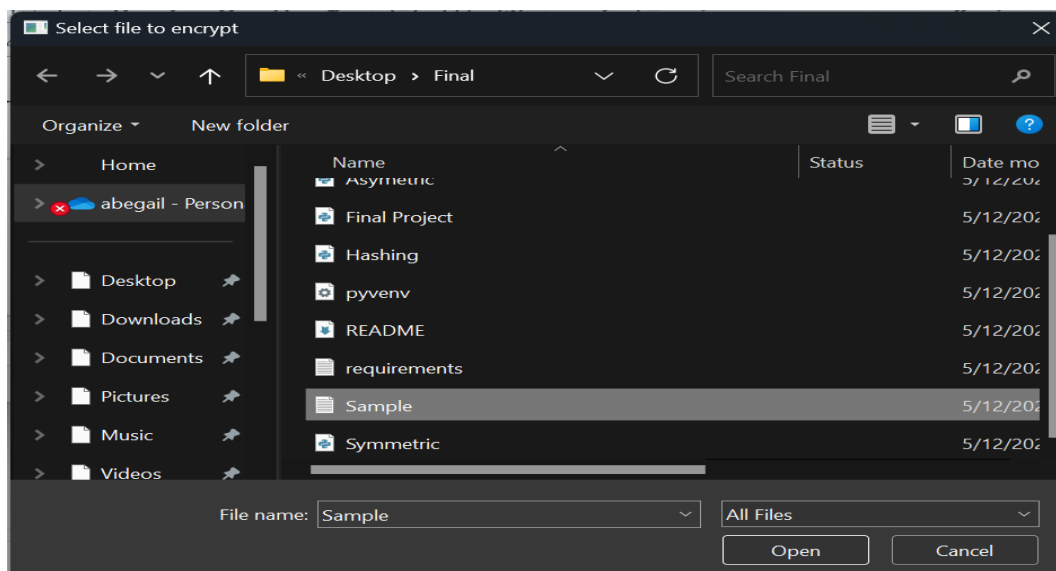 Select file to encrypt
« Desktop > Final
Search Final
Organize
New folder
?
Home
abegail - Person
Desktop
Downloads
Documents
Pictures
Music
Videos
Name Status Date mo
Asymetric 5/12/202
Final Project 5/12/202
Hashing 5/12/202
pyvenv 5/12/202
README 5/12/202
requirements 5/12/202
Sample 5/12/202
Symmetric 5/12/202
File name: Sample
All Files
Open
Cancel